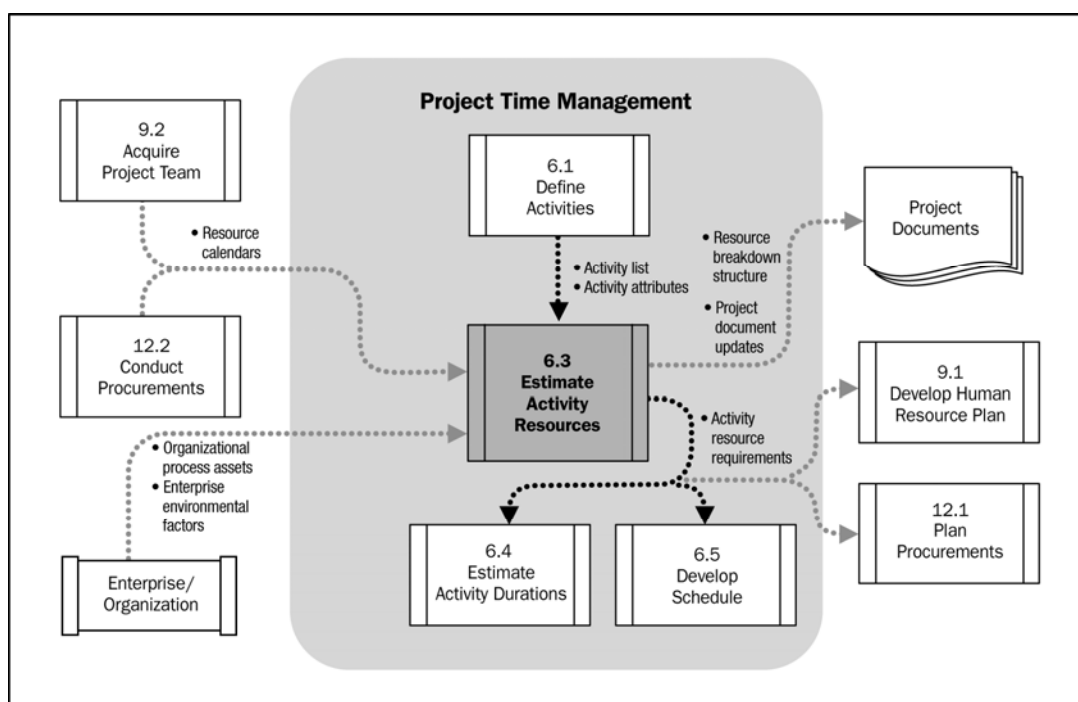 Project Time Management
9.2
Acquire
Project Team
6.1
Define
Activities
Project
Documents
• Resource
calendars
• Resource
breakdown
structure
• Activity list
• Activity attributes
• Project
document
updates
12.2
Conduct
Procurements
6.3
Estimate
Activity
Resources
9.1
Develop Human
Resource Plan
• Organizational
process assets
• Enterprise
environmental
factors
• Activity
resource
requirements
12.1
Plan
Procurements
6.4
Estimate
Activity Durations
6.5
Develop
Schedule
Enterprise/
Organization